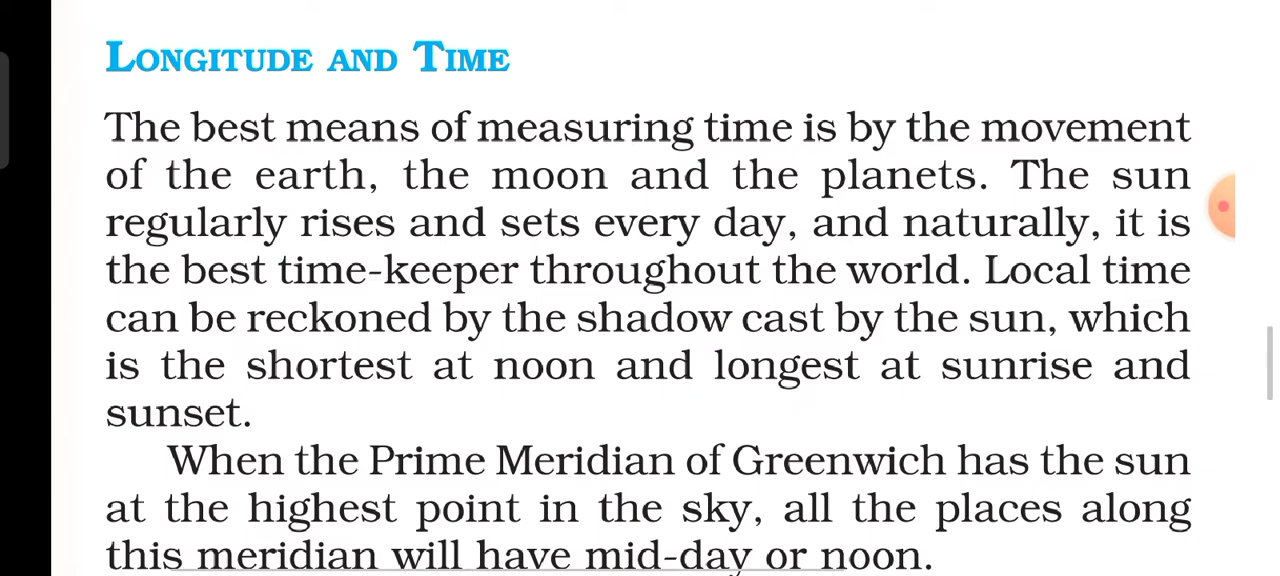 LONGITUDE AND TIME
The best means of measuring time is by the movement
of the earth, the moon and the planets. The sun
regularly rises and sets every day, and naturally, it is
the best time-keeper throughout the world. Local time
can be reckoned by the shadow cast by the sun, which
is the shortest at noon and longest at sunrise and
sunset.
When the Prime Meridian of Greenwich has the sun
at the highest point in the sky, all the places along
this meridian will have mid-day or noon.